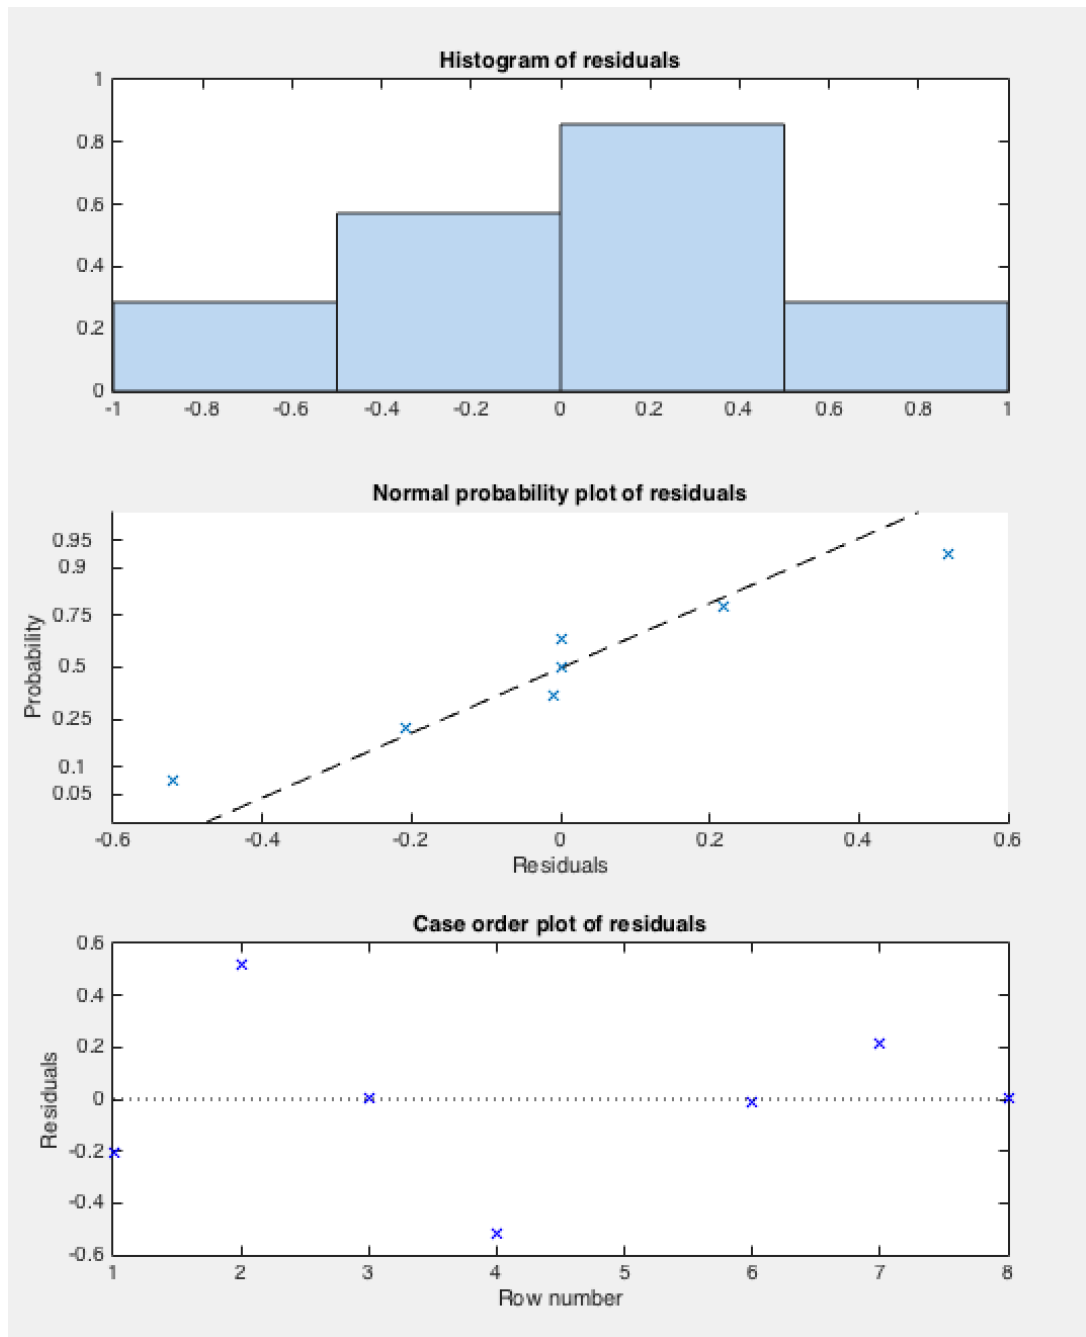 Histogram of residuals
1
0.8
0.6
0.4
0.2
0
-1 -0.8 -0.6 -0.4 -0.2 0 0.2 0.4 0.6 0.8 1
Normal probability plot of residuals
0.95
0.9
0.75
0.5
0.25
0.1
0.05
Probability
-0.6 -0.4 -0.2 0 0.2 0.4 0.6
Residuals
Case order plot of residuals
0.6
0.4
0.2
0
-0.2
-0.4
-0.6
Residuals
1 2 3 4 5 6 7 8
Row number